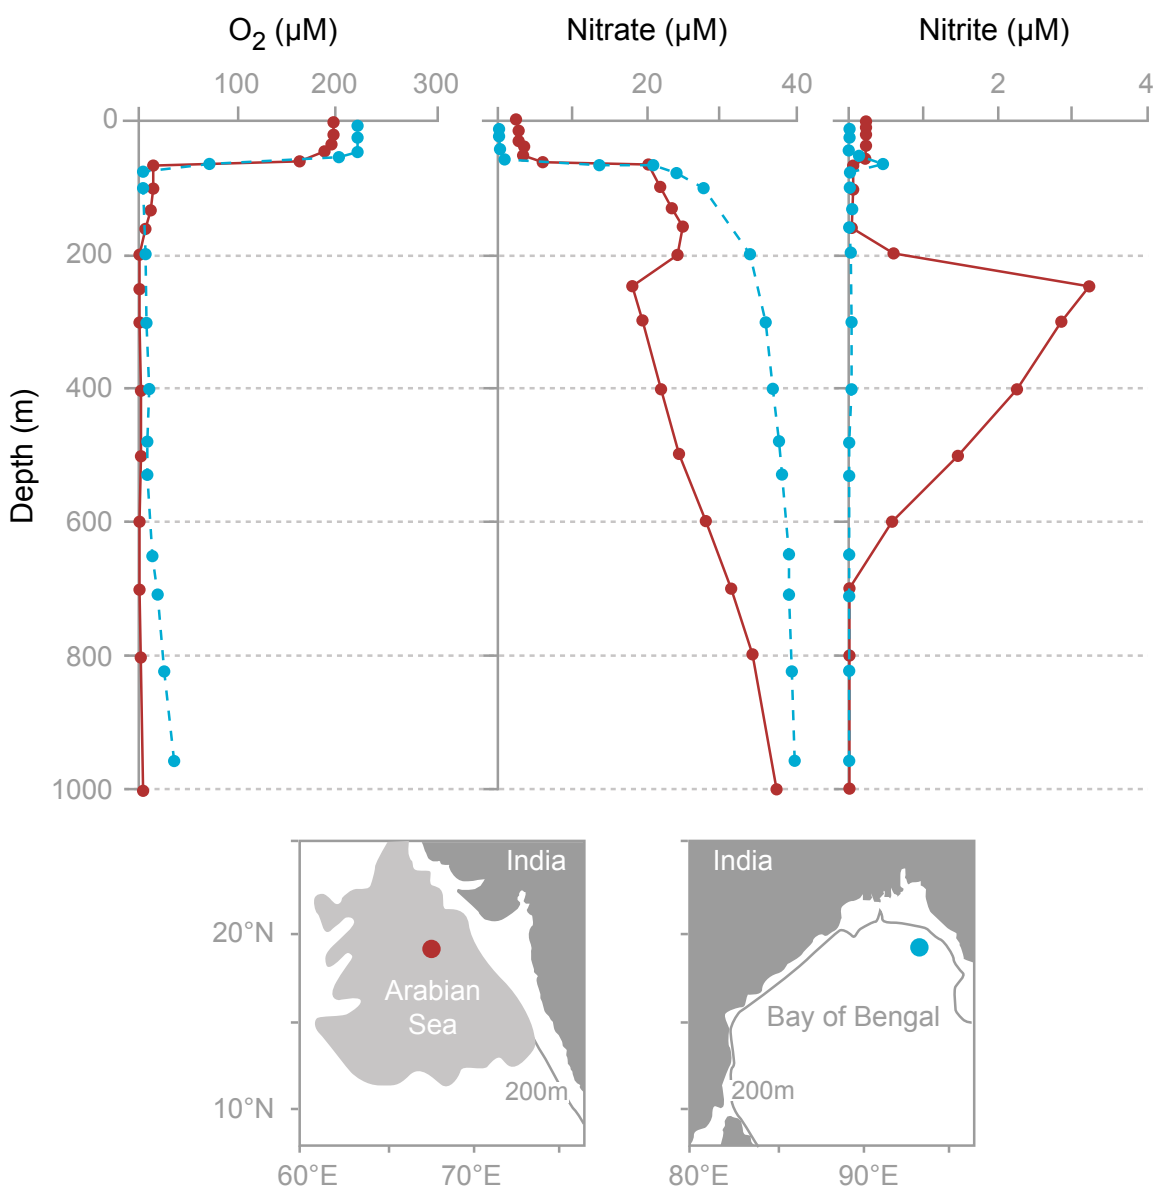 O2 (μM) Nitrate (μM) Nitrite (μM)
100 200 300 20 40 2 4
0
200
400
600
800
1000
Depth (m)
India India
20°N
Arabian
Sea
Bay of Bengal
200m 200m
10°N
60°E 70°E 80°E 90°E